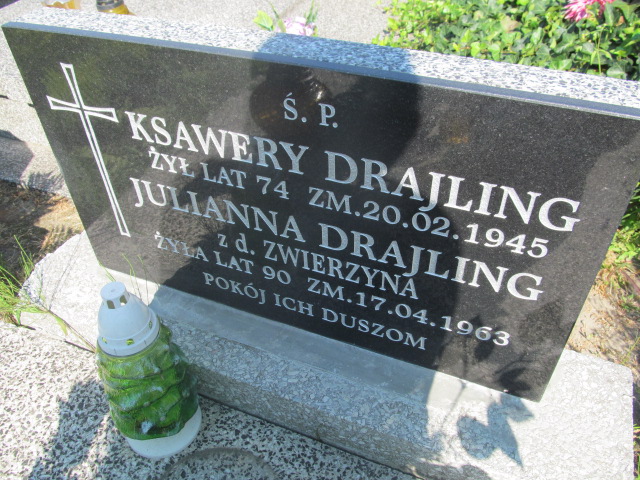 Ś. P.
KSAWERY DRAJLING
ŻYŁ LAT 74 ZM.20.02.1945
JULIANNA DRAJLING
z d. ZWIERZYNA
ŻYŁA LAT 90 ZM.17.04.1963
POKÓJ ICH DUSZOM